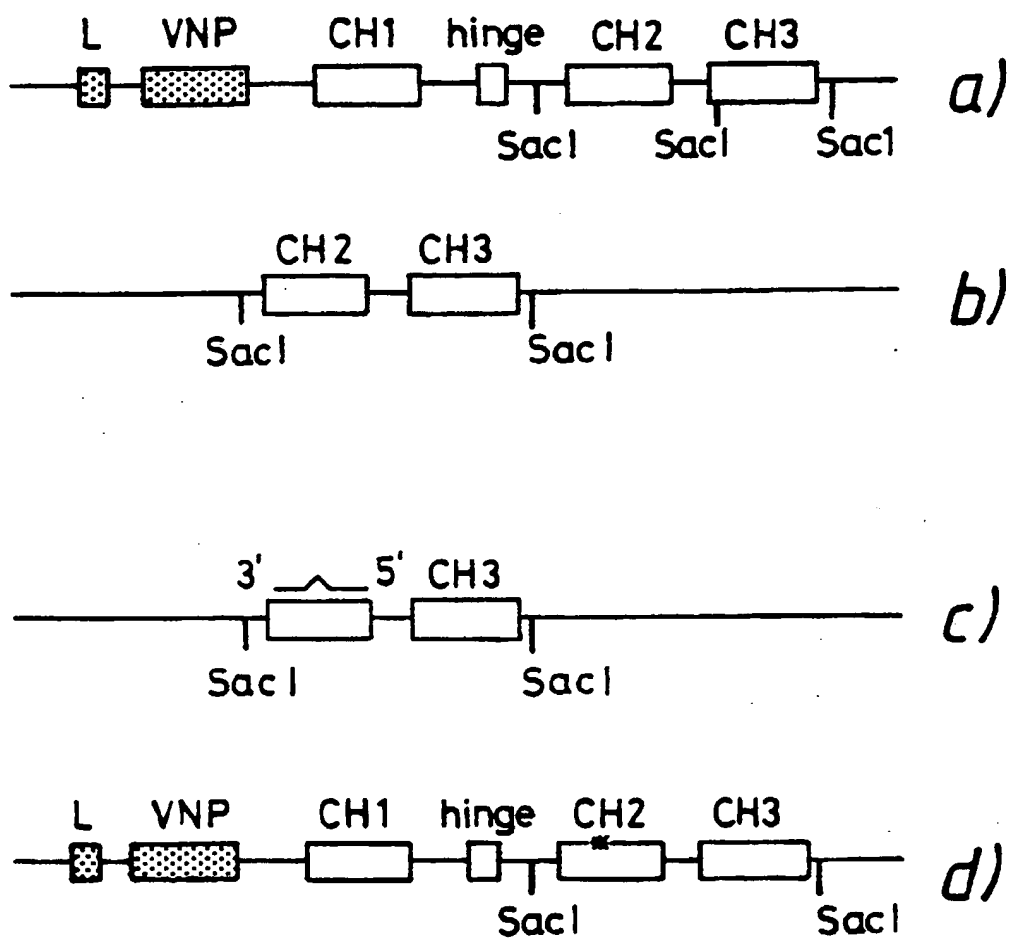 L VNP CH1 hinge CH2 CH3
a)
SacI SacI Sac1
CH2 CH3
b)
SacI SacI
3' 5' CH3
c)
SacI SacI
L VNP CH1 hinge CH2 CH3
*
d)
SacI SacI